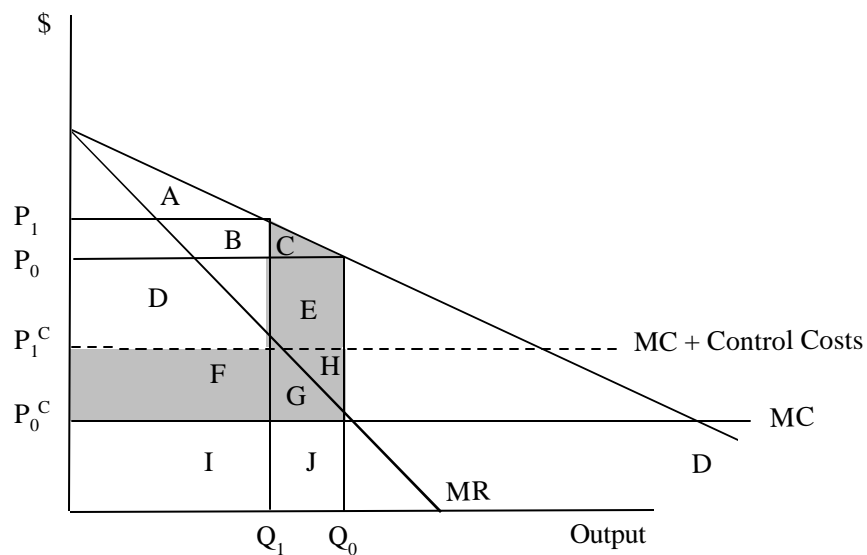 $
A
P₁
B
C
P₀
D
E
P₁ᶜ
MC + Control Costs
F
H
G
P₀ᶜ
MC
I
J
D
MR
Q₁
Q₀
Output